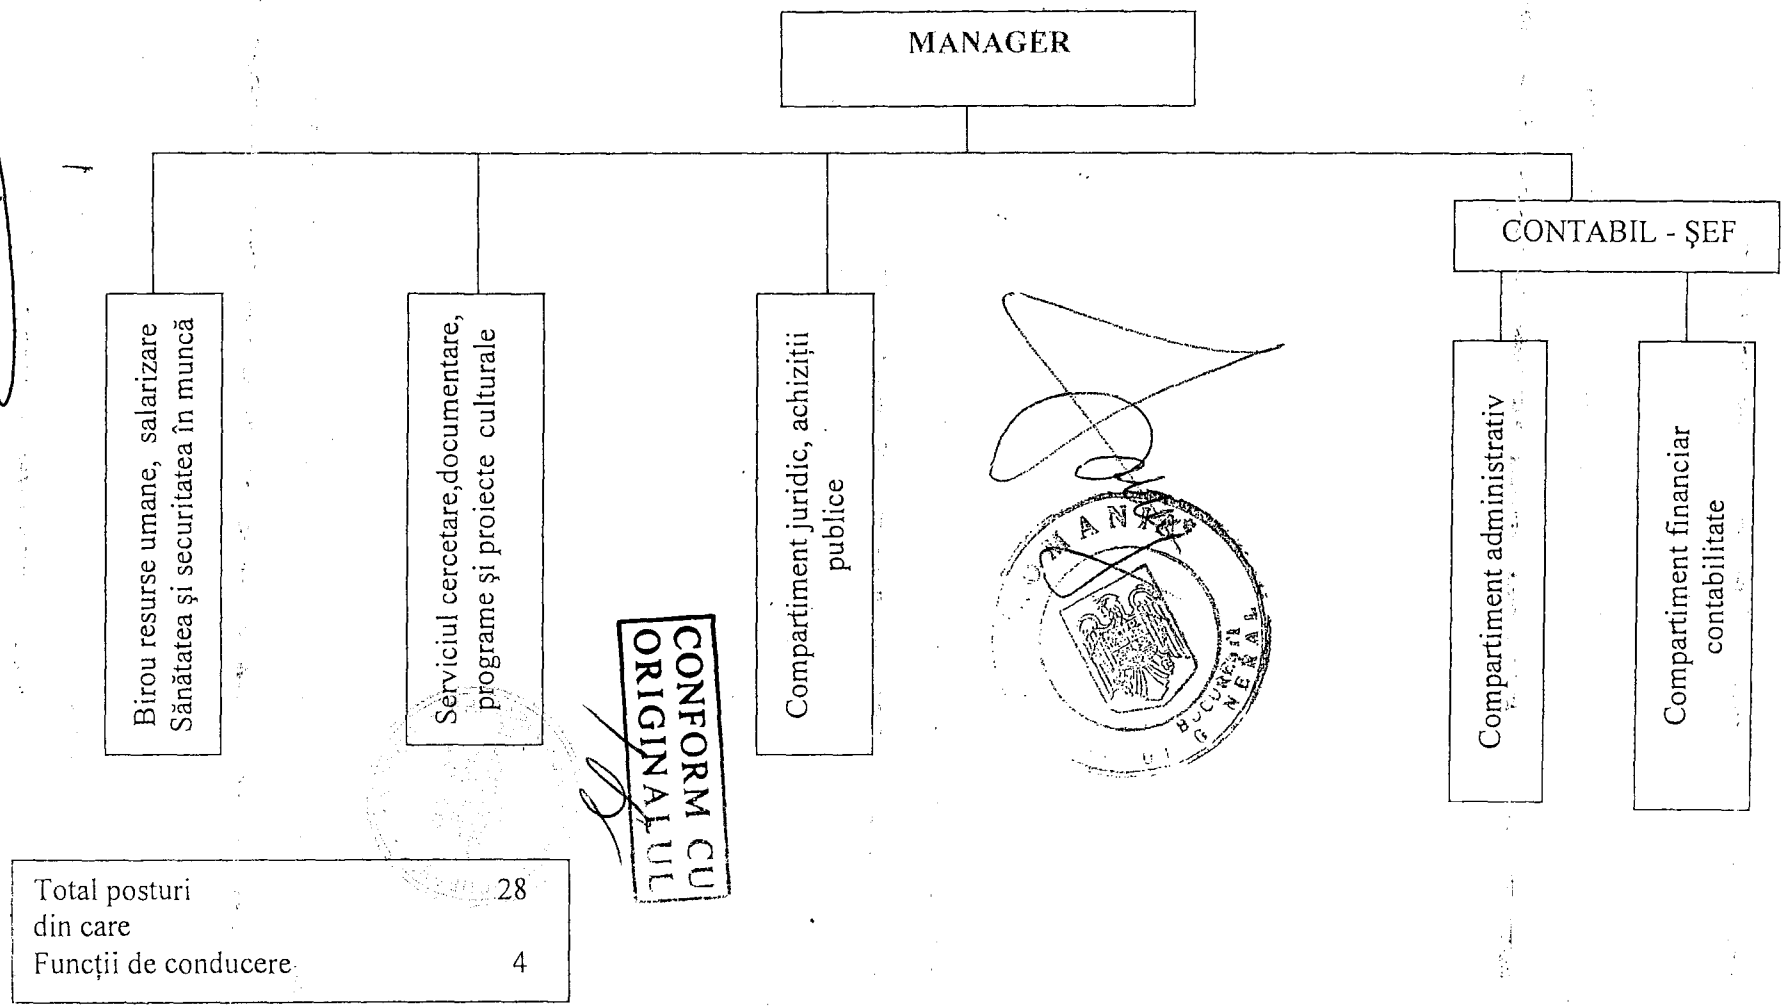 MANAGER
CONTABIL - ŞEF
Birou resurse umane, salarizare
Sănătatea şi securitatea în muncă
Serviciul cercetare,documentare,
programe şi proiecte culturale
Compartiment juridic, achiziţii
publice
Compartiment administrativ
Compartiment financiar
contabilitate
CONFORM CU
ORIGINALUL
BUCUREŞTI
Total posturi 28
din care
Funcţii de conducere 4